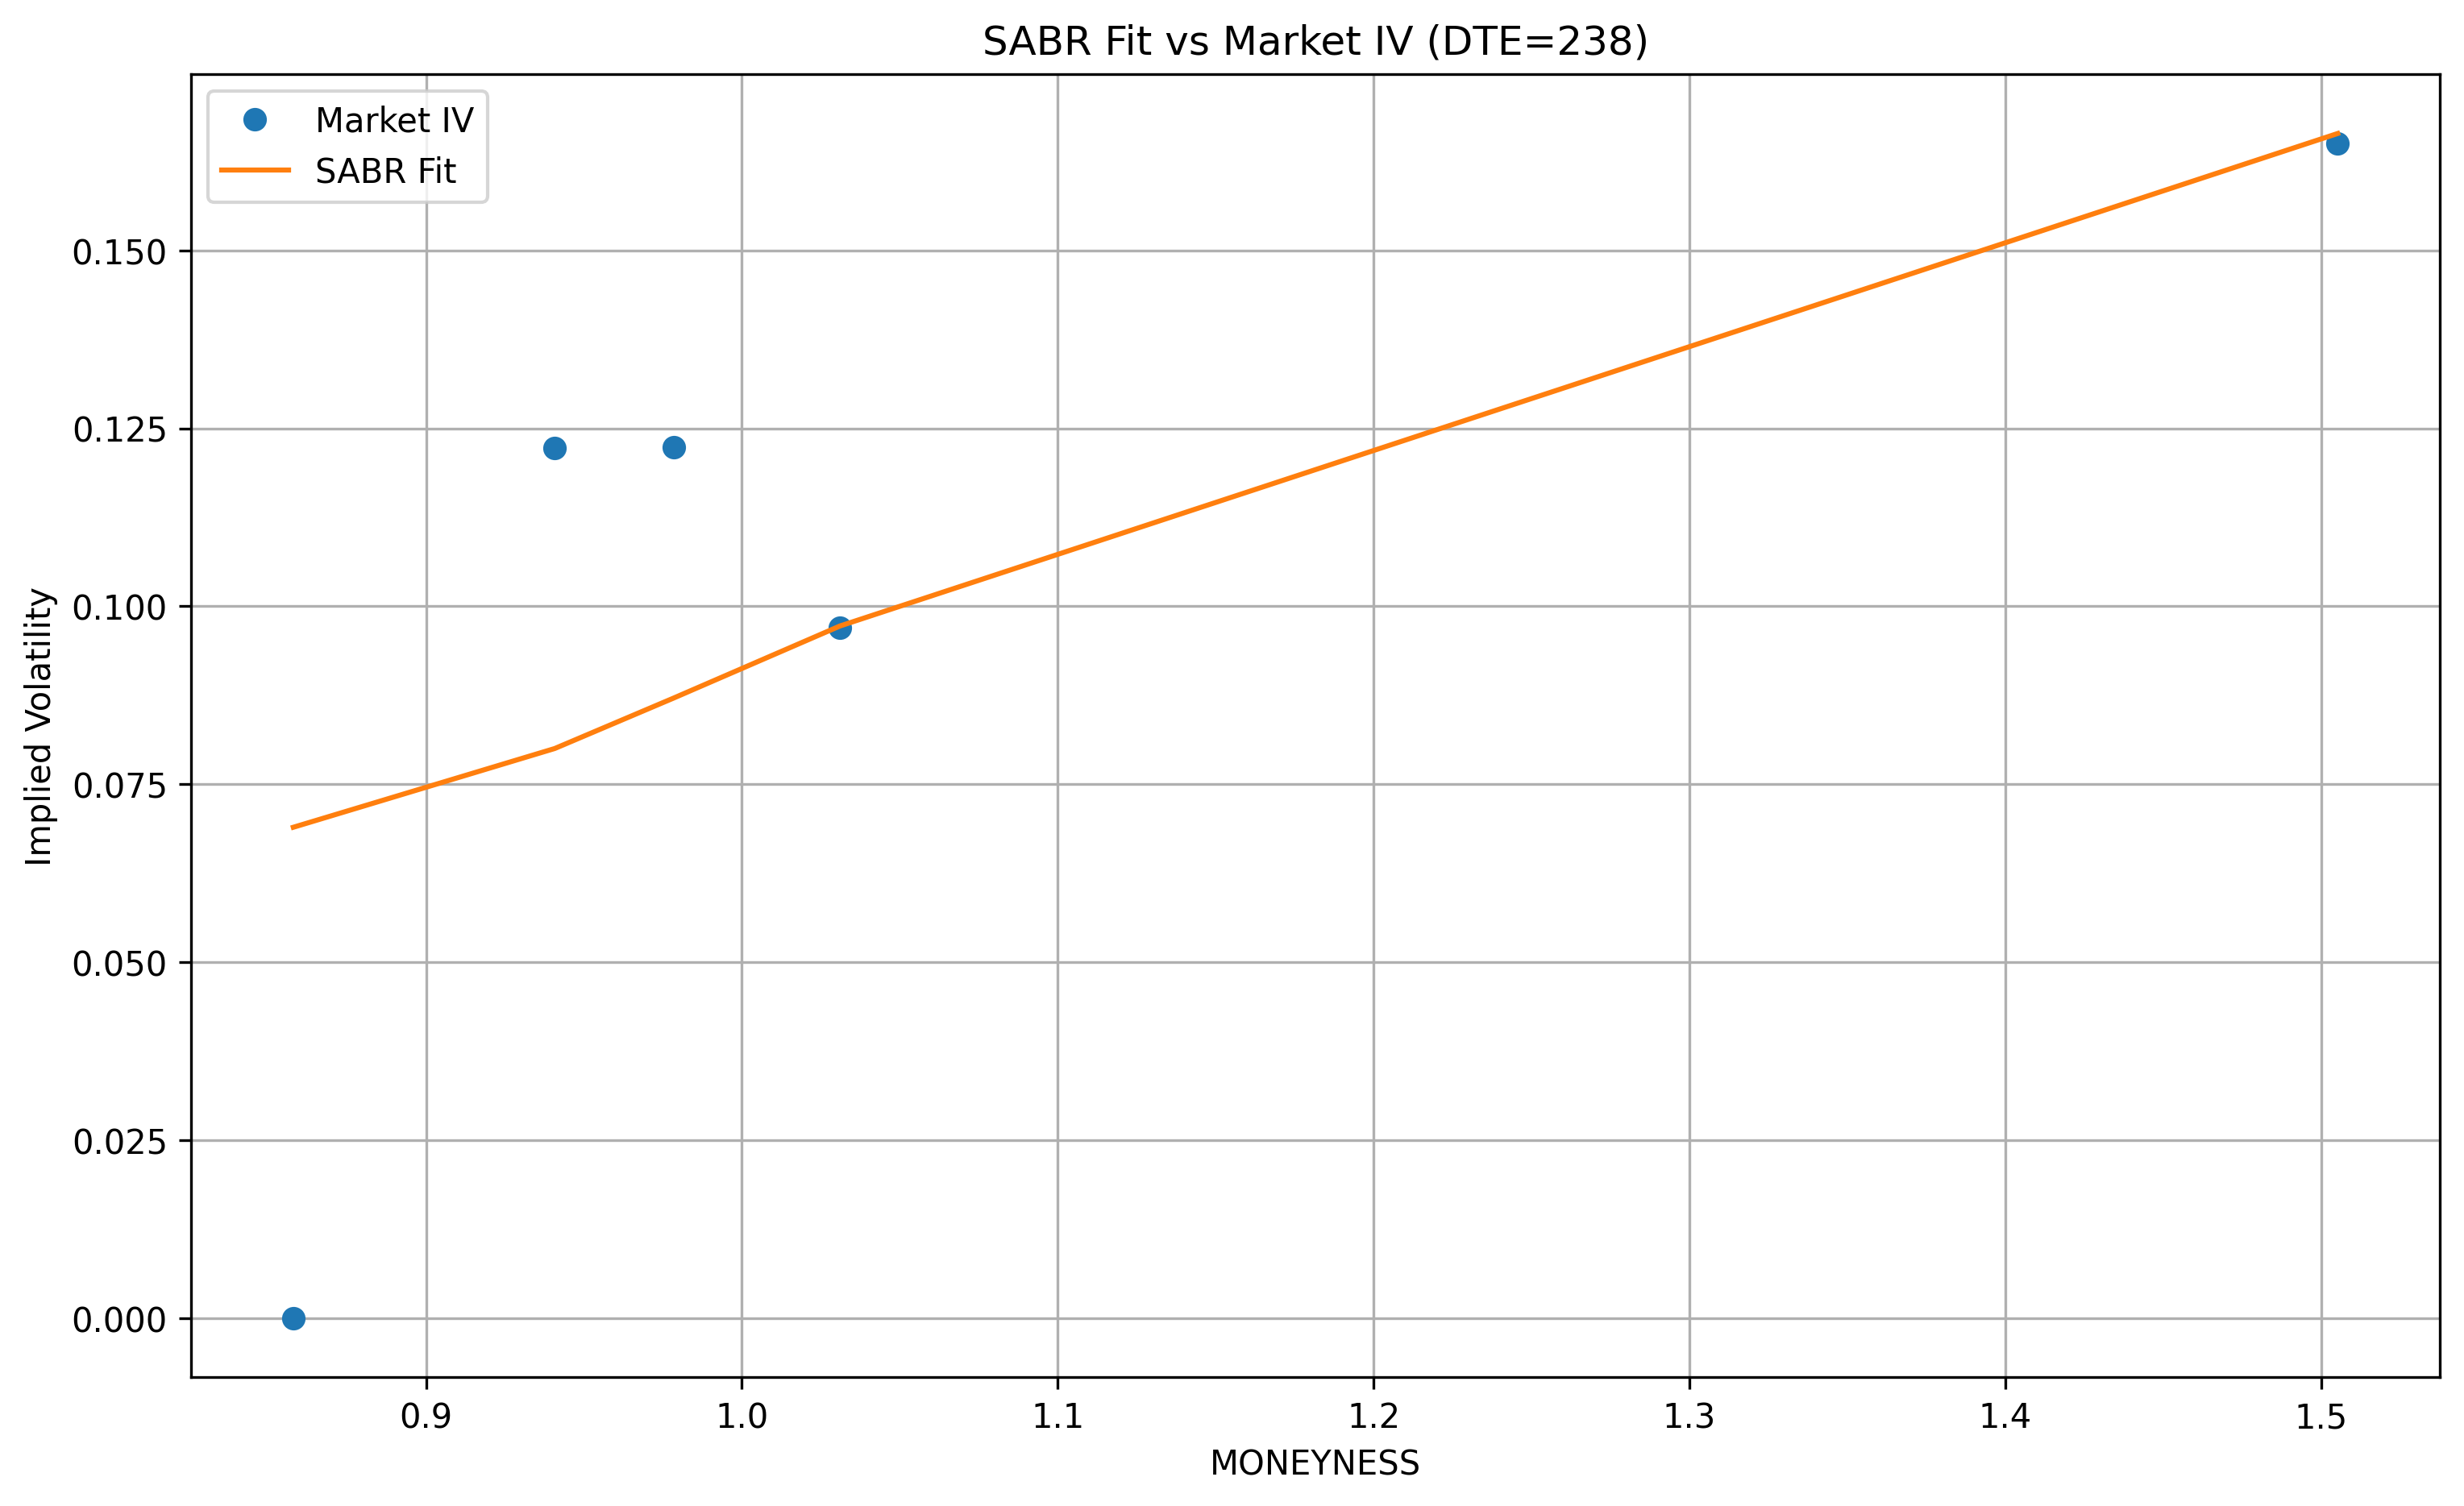 SABR Fit vs Market IV (DTE=238)
Market IV
SABR Fit
Implied Volatility
0.150
0.125
0.100
0.075
0.050
0.025
0.000
0.9 1.0 1.1 1.2 1.3 1.4 1.5
MONEYNESS